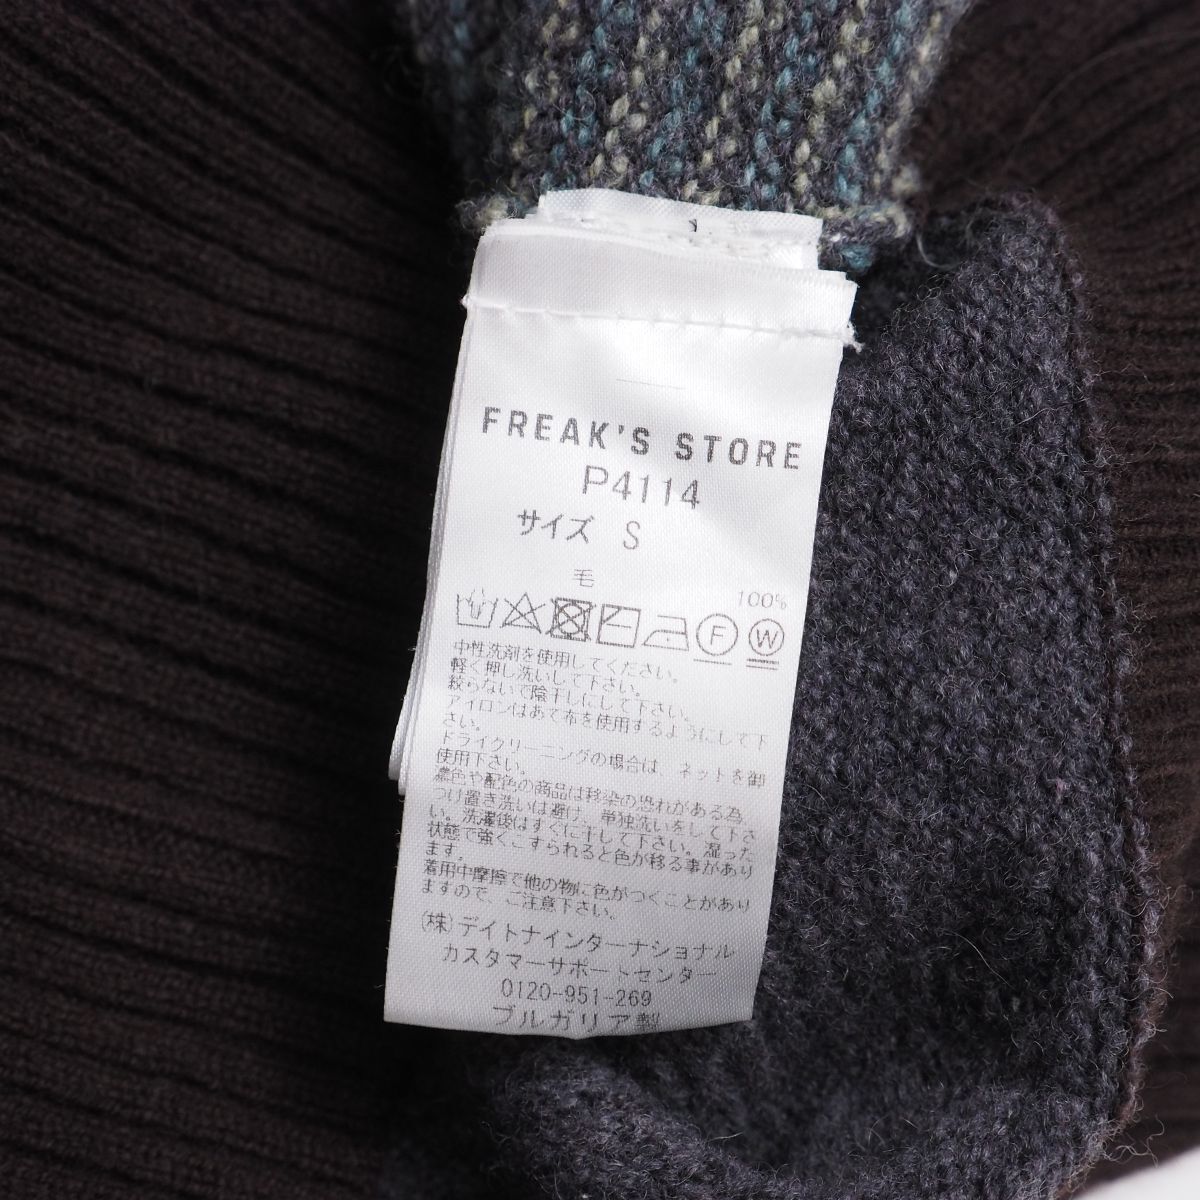 FREAK'S STORE
P4114
サイズ S
毛
100%
F W
中性洗剤を使用してください。
軽く押し洗いして下さい。
絞らないで陰干しにして下さい。
アイロンはあて布を使用するようにして下
さい。
ドライクリーニングの場合は ネットを御
使用下さい。
濃色や配色の商品は移染の恐れがある為、
つけ置き洗いは避け、単独洗いをして下さ
い。洗濯後はすぐに干して下さい。湿った
状態で強くこすられると色が移る事があり
ます。
着用中摩擦で他の物に色がつくことがあり
ますので、ご注意下さい。
(株)デイトナインターナショナル
カスタマーサポートセンター
0120-951-269
ブルガリア製